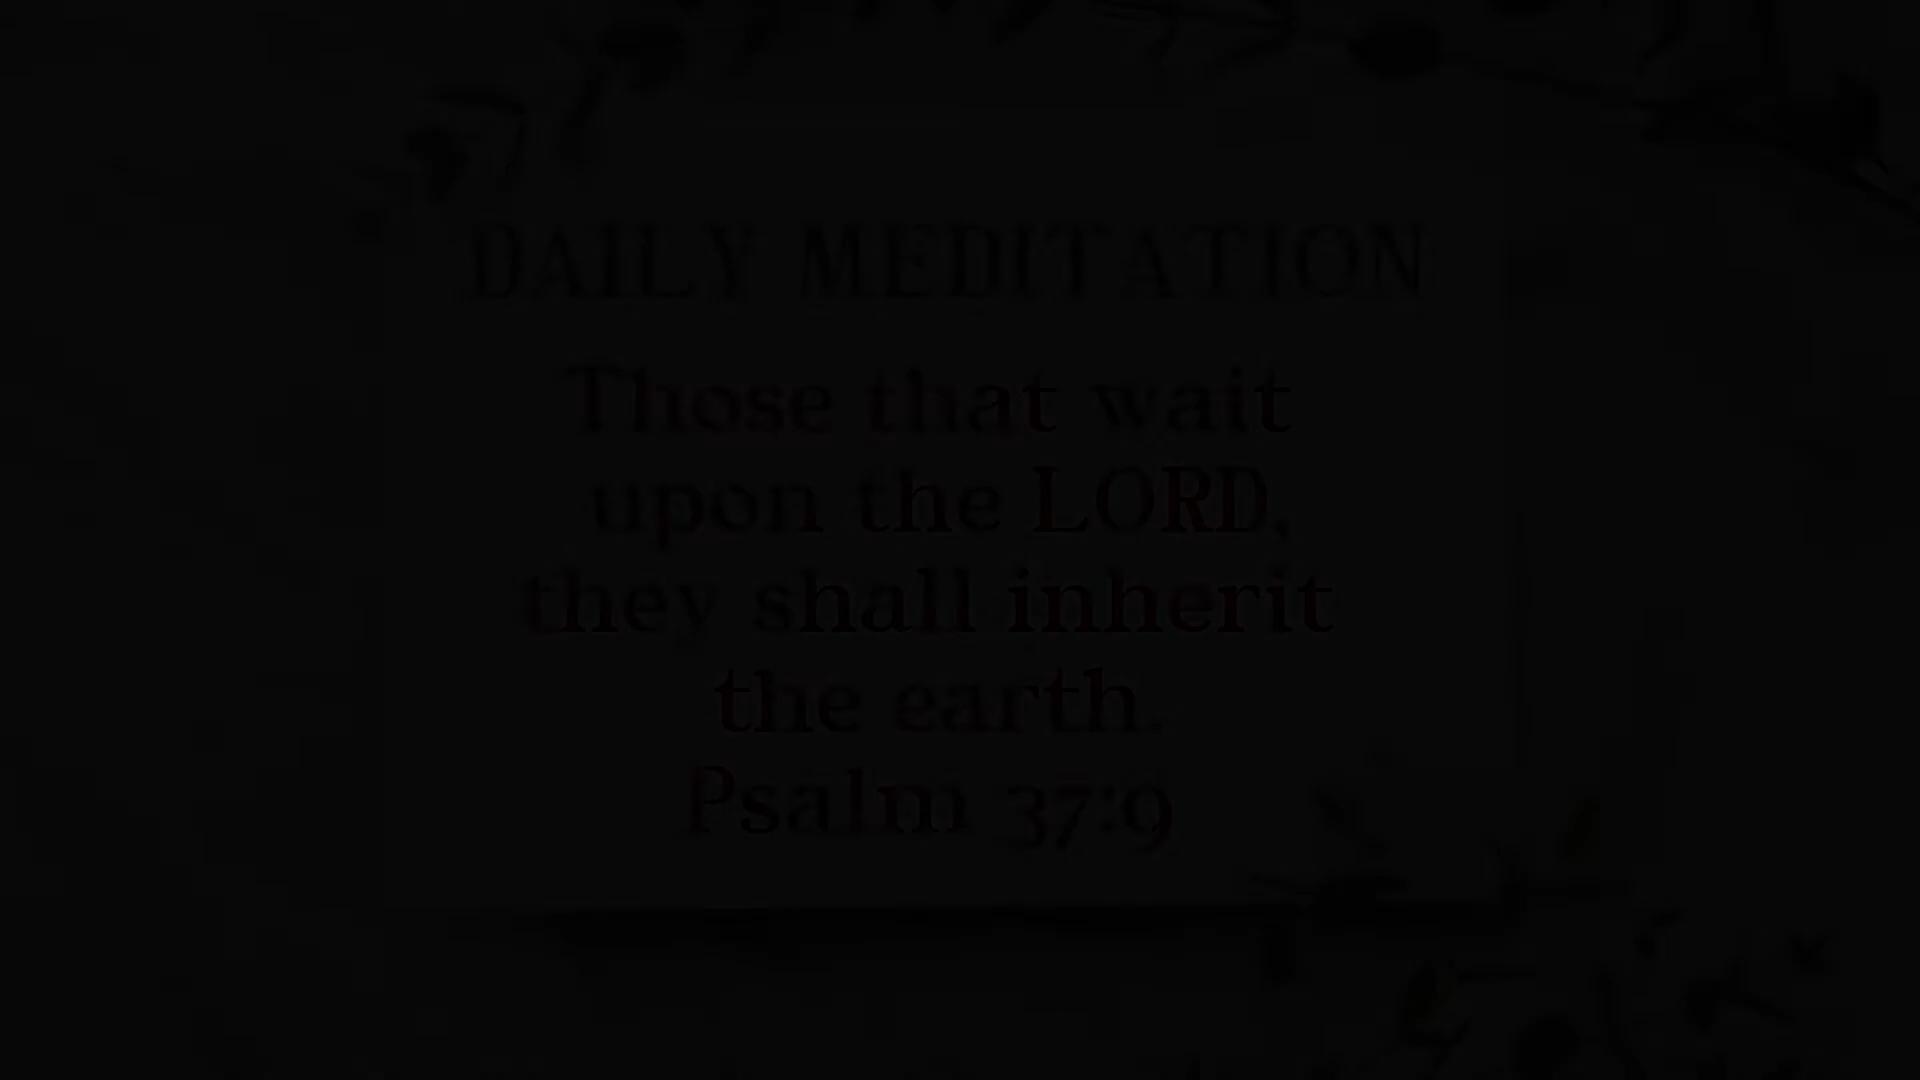 DAILY MEDITATION
Those that wait
upon the LORD,
they shall inherit
the earth.
Psalm 37:9